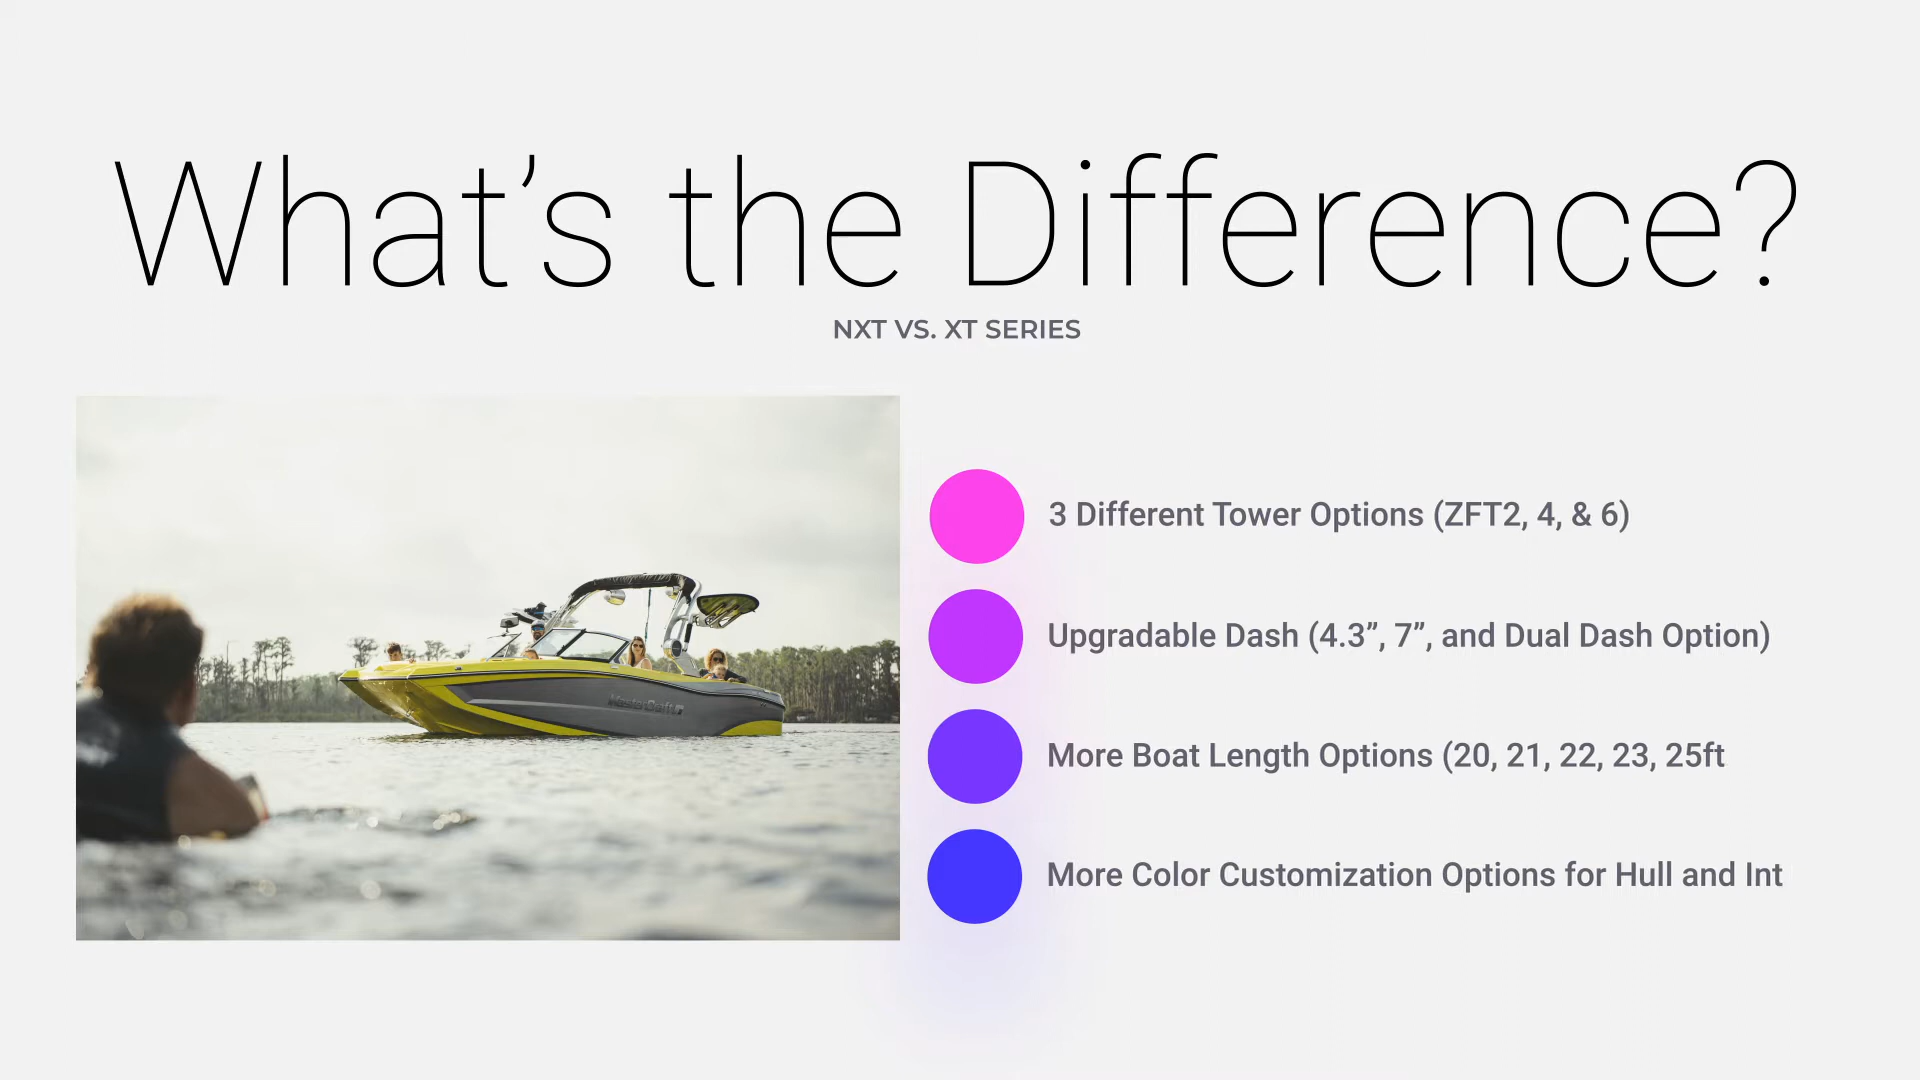 What’s the Difference?
NXT VS. XT SERIES
3 Different Tower Options (ZFT2, 4, & 6)
Upgradable Dash (4.3”, 7”, and Dual Dash Option)
More Boat Length Options (20, 21, 22, 23, 25ft
More Color Customization Options for Hull and Int
MasterCraft